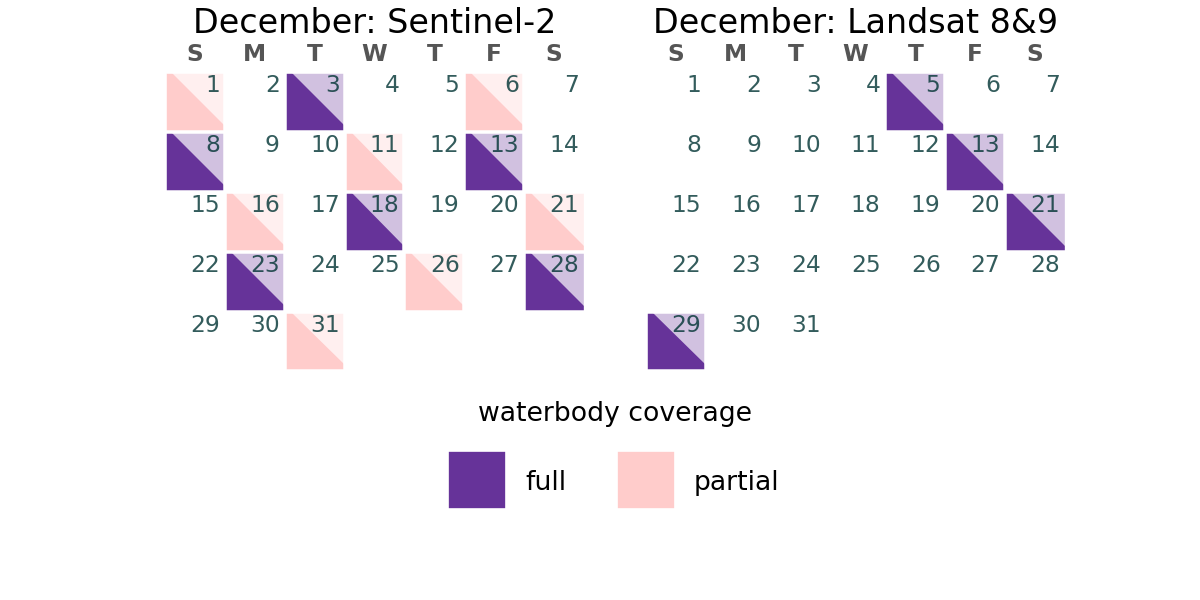 December: Sentinel-2
S M T W T F S
1 2 3 4 5 6 7
8 9 10 11 12 13 14
15 16 17 18 19 20 21
22 23 24 25 26 27 28
29 30 31
December: Landsat 8&9
S M T W T F S
1 2 3 4 5 6 7
8 9 10 11 12 13 14
15 16 17 18 19 20 21
22 23 24 25 26 27 28
29 30 31
waterbody coverage
full partial